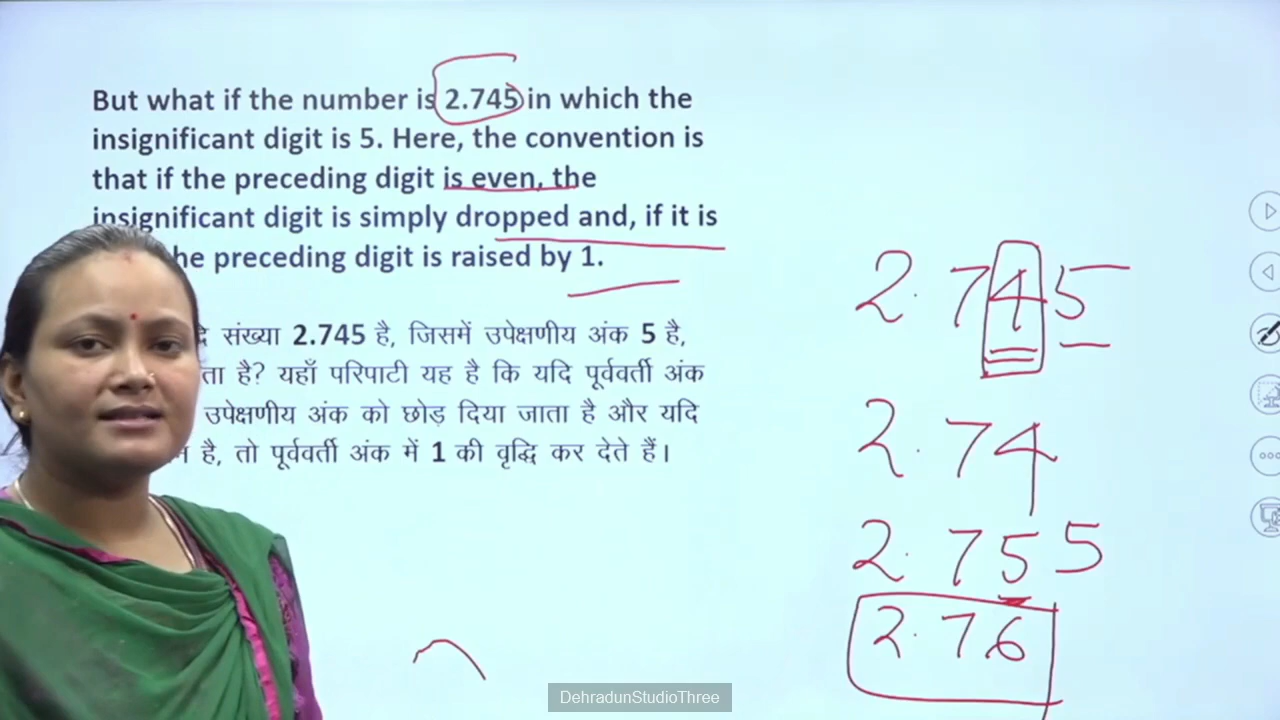 But what if the number is 2.745 in which the
insignificant digit is 5. Here, the convention is
that if the preceding digit is even, the
insignificant digit is simply dropped and, if it is
he preceding digit is raised by 1.
संख्या 2.745 है, जिसमें उपेक्षणीय अंक 5 है,
ता है? यहाँ परिपाटी यह है कि यदि पूर्ववर्ती अंक
उपेक्षणीय अंक को छोड़ दिया जाता है और यदि
है, तो पूर्ववर्ती अंक में 1 की वृद्धि कर देते हैं।
2.745
2.74
2.755
2.76
DehradunStudioThree